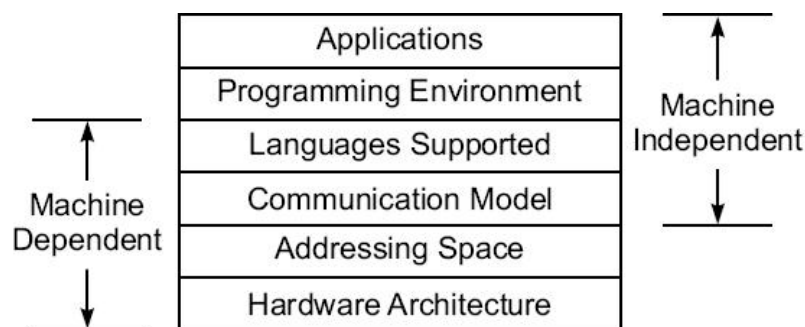 Applications
Programming Environment
Languages Supported
Communication Model
Addressing Space
Hardware Architecture
Machine
Dependent
Machine
Independent